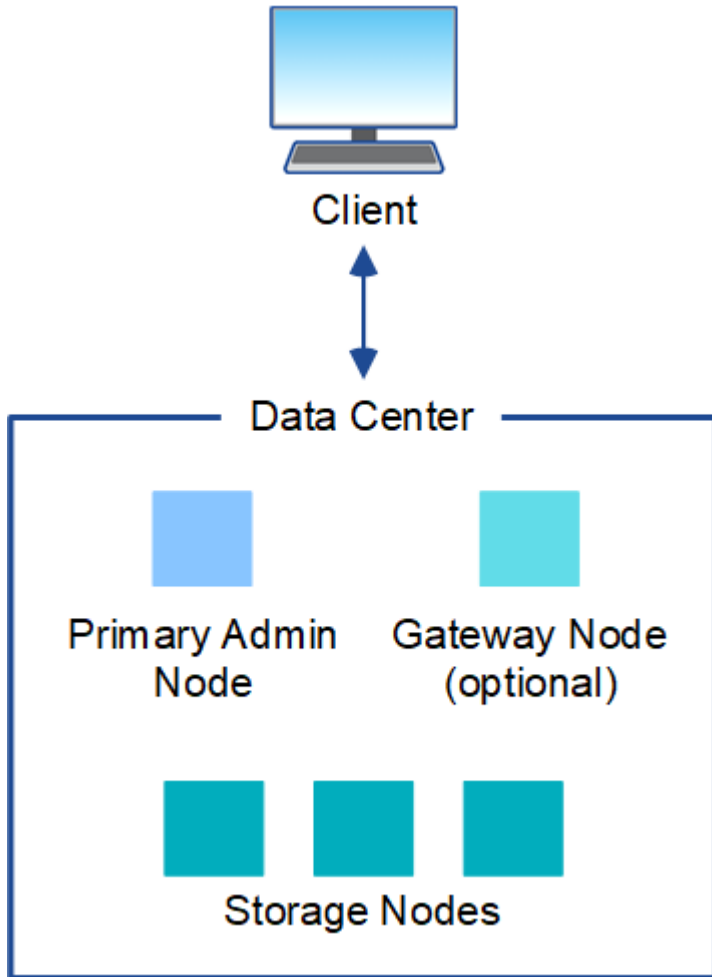 Client
Data Center
Primary Admin
Node
Gateway Node
(optional)
Storage Nodes